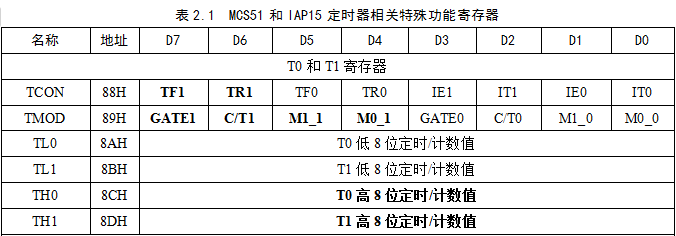 表 2.1 MCS51 和 IAP15 定时器相关特殊功能寄存器
名称 地址 D7 D6 D5 D4 D3 D2 D1 D0
T0 和 T1 寄存器
TCON 88H TF1 TR1 TF0 TR0 IE1 IT1 IE0 IT0
TMOD 89H GATE1 C/T1 M1_1 M0_1 GATE0 C/T0 M1_0 M0_0
TL0 8AH T0 低 8 位定时/计数值
TL1 8BH T1 低 8 位定时/计数值
TH0 8CH T0 高 8 位定时/计数值
TH1 8DH T1 高 8 位定时/计数值